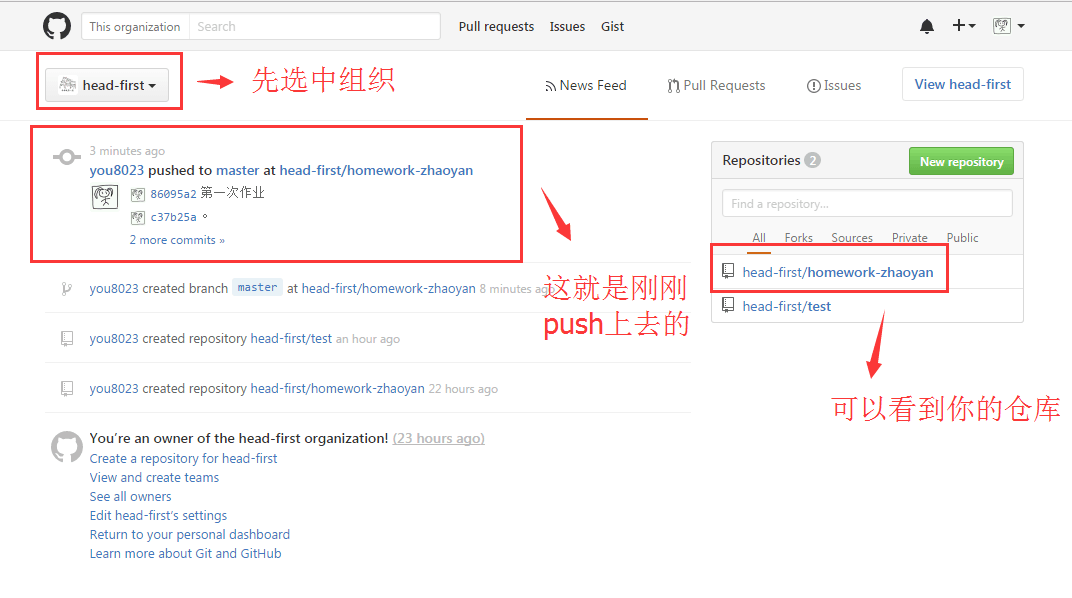 This organization Search Pull requests Issues Gist
head-first 先选中组织 News Feed Pull Requests Issues View head-first
3 minutes ago
you8023 pushed to master at head-first/homework-zhaoyan
86095a2 第一次作业
c37b25a 。
2 more commits »
Repositories 2 New repository
Find a repository...
All Forks Sources Private Public
head-first/homework-zhaoyan
head-first/test
you8023 created branch master at head-first/homework-zhaoyan 8 minutes ago
这就是刚刚
push上去的
you8023 created repository head-first/test an hour ago
you8023 created repository head-first/homework-zhaoyan 22 hours ago
可以看到你的仓库
You're an owner of the head-first organization! (23 hours ago)
Create a repository for head-first
View and create teams
See all owners
Edit head-first's settings
Return to your personal dashboard
Learn more about Git and GitHub